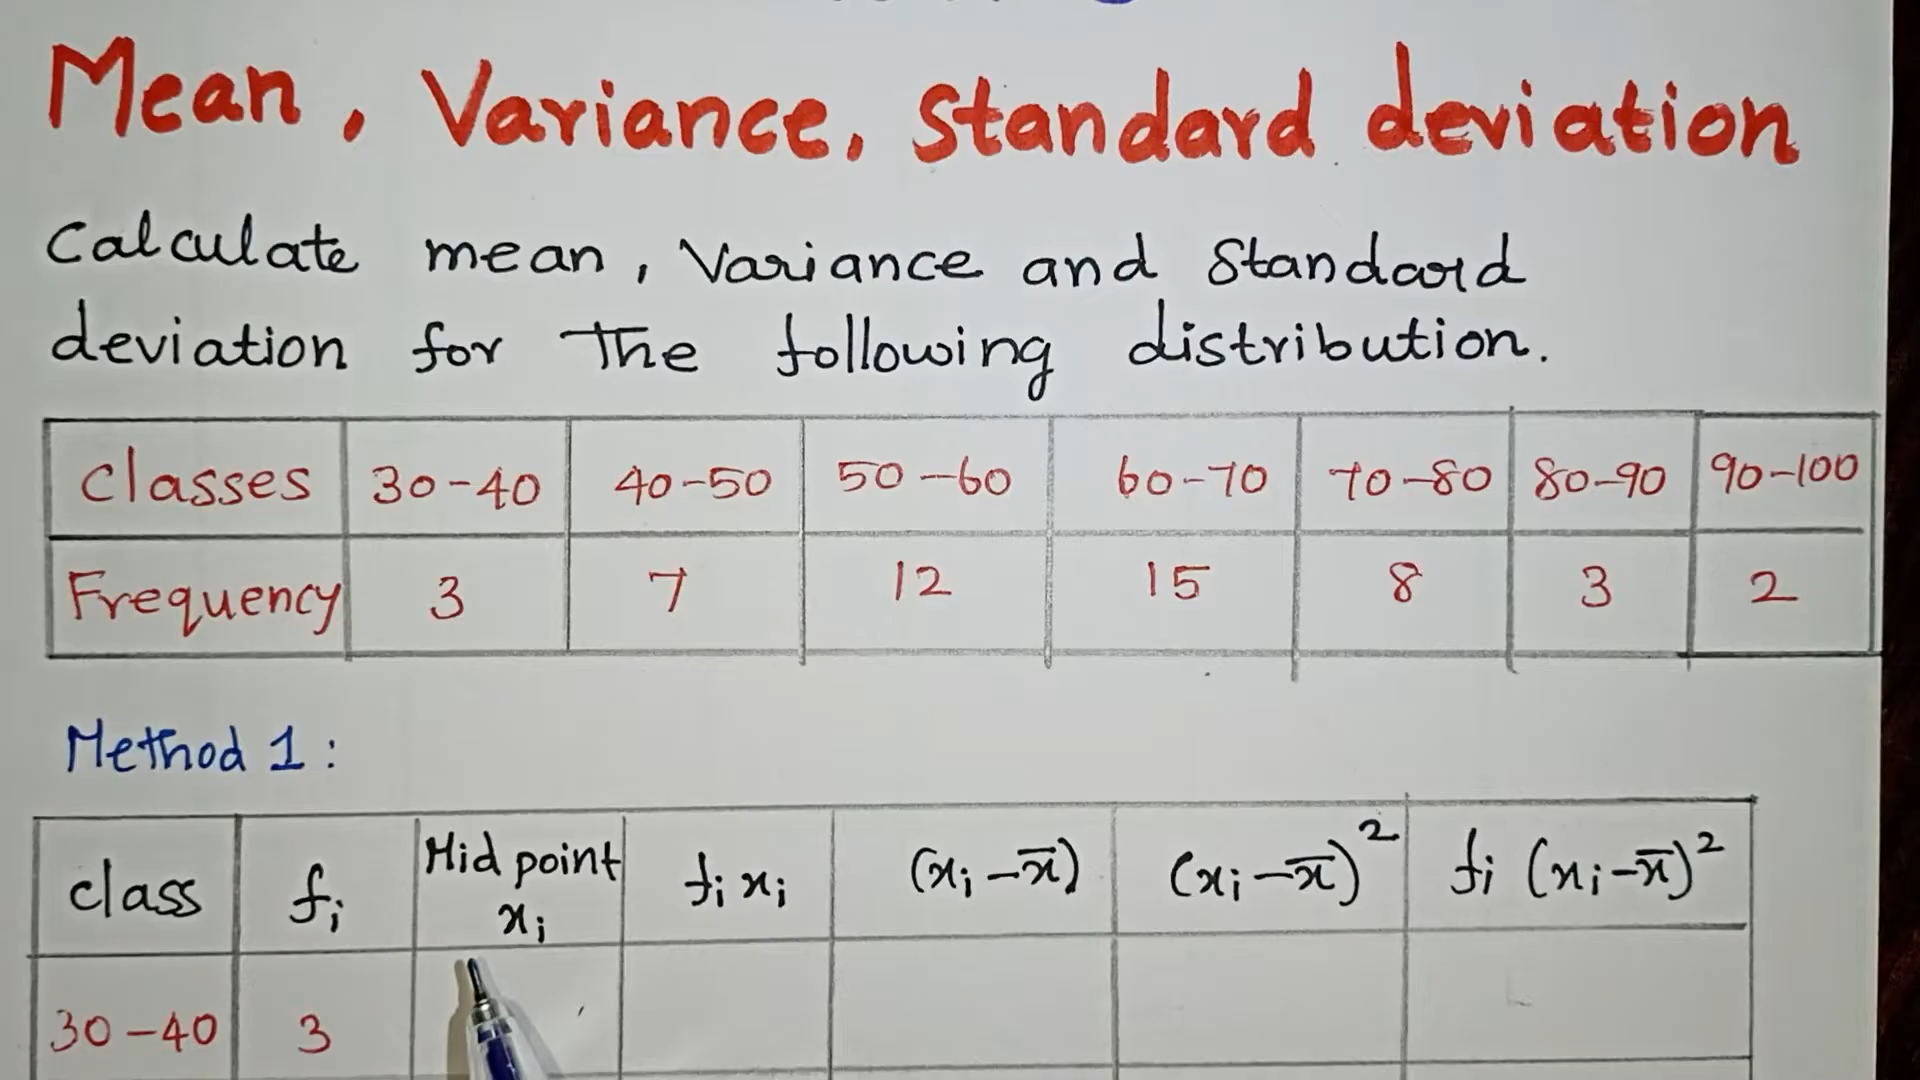 Mean, Variance, Standard deviation
Calculate mean, Variance and Standard
deviation for The following distribution.
Classes 30-40 40-50 50-60 60-70 70-80 80-90 90-100
Frequency 3 7 12 15 8 3 2
Method 1:
class fᵢ Mid point xᵢ fᵢ xᵢ (xᵢ - x̄) (xᵢ - x̄)² fᵢ (xᵢ - x̄)²
30-40 3